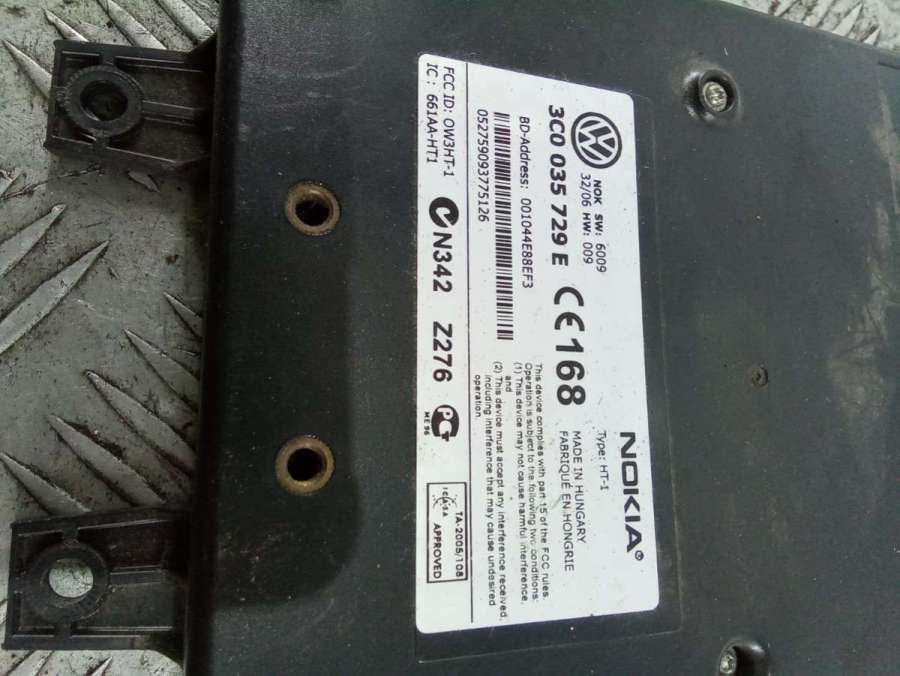 NOK SW: 6009
32/06 HW: 009
3C0 035 729 E
BD-Address: 001044E88EF3
052759093775126
FCC ID: OW3HT-1
IC : 661AA-HT1
CE168
N342 Z276
ME96
NOKIA®
Type: HT-1
MADE IN HUNGARY
FABRIQUÉ EN HONGRIE
This device complies with part 15 of the FCC rules.
Operation is subject to the following two conditions:
(1) This device may not cause harmful interference,
and
(2) This device must accept any interference received,
including interference that may cause undesired
operation.
ICASA
TA-2005/108
APPROVED